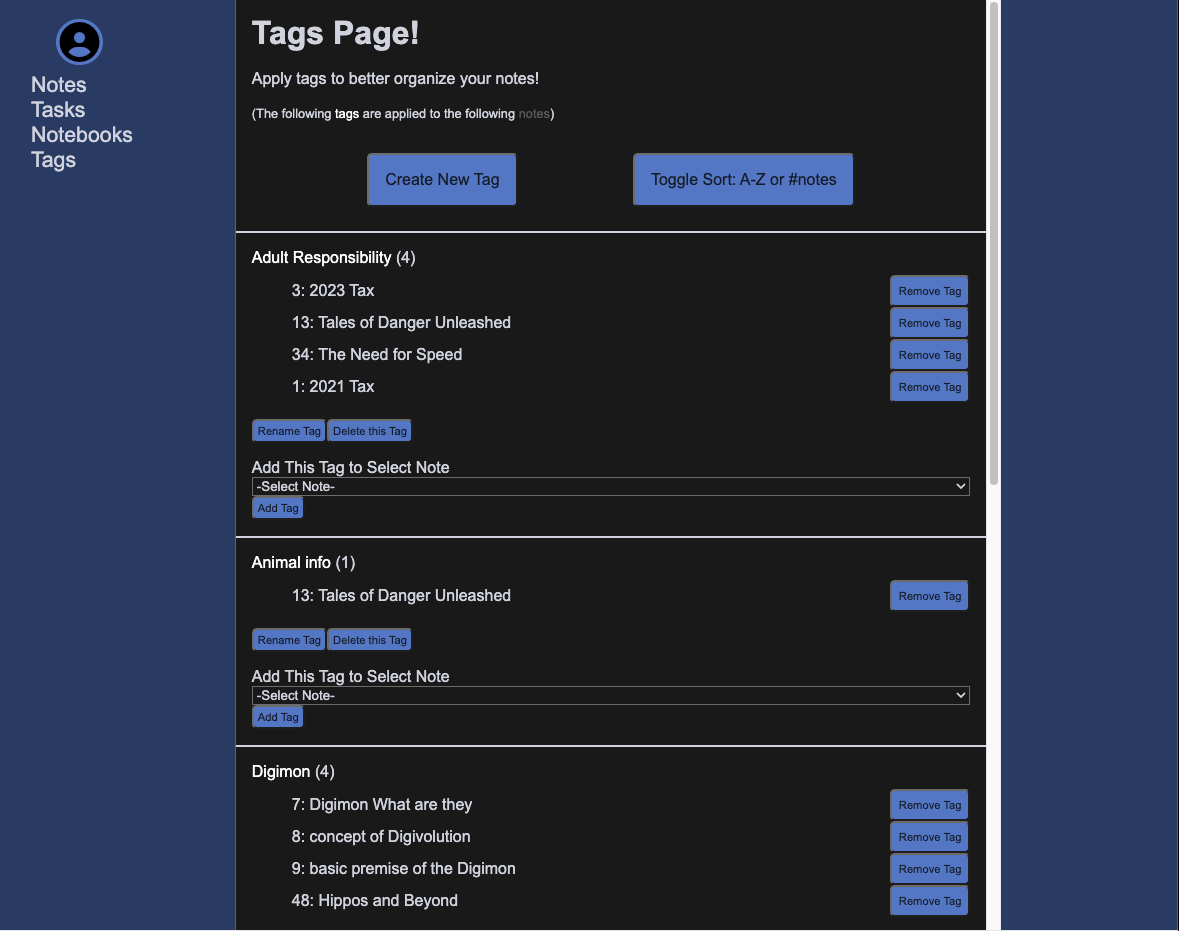 Notes
Tasks
Notebooks
Tags
Tags Page!
Apply tags to better organize your notes!
(The following tags are applied to the following notes)
Create New Tag
Toggle Sort: A-Z or #notes
Adult Responsibility (4)
3: 2023 Tax
Remove Tag
13: Tales of Danger Unleashed
Remove Tag
34: The Need for Speed
Remove Tag
1: 2021 Tax
Remove Tag
Rename Tag
Delete this Tag
Add This Tag to Select Note
-Select Note-
Add Tag
Animal info (1)
13: Tales of Danger Unleashed
Remove Tag
Rename Tag
Delete this Tag
Add This Tag to Select Note
-Select Note-
Add Tag
Digimon (4)
7: Digimon What are they
Remove Tag
8: concept of Digivolution
Remove Tag
9: basic premise of the Digimon
Remove Tag
48: Hippos and Beyond
Remove Tag